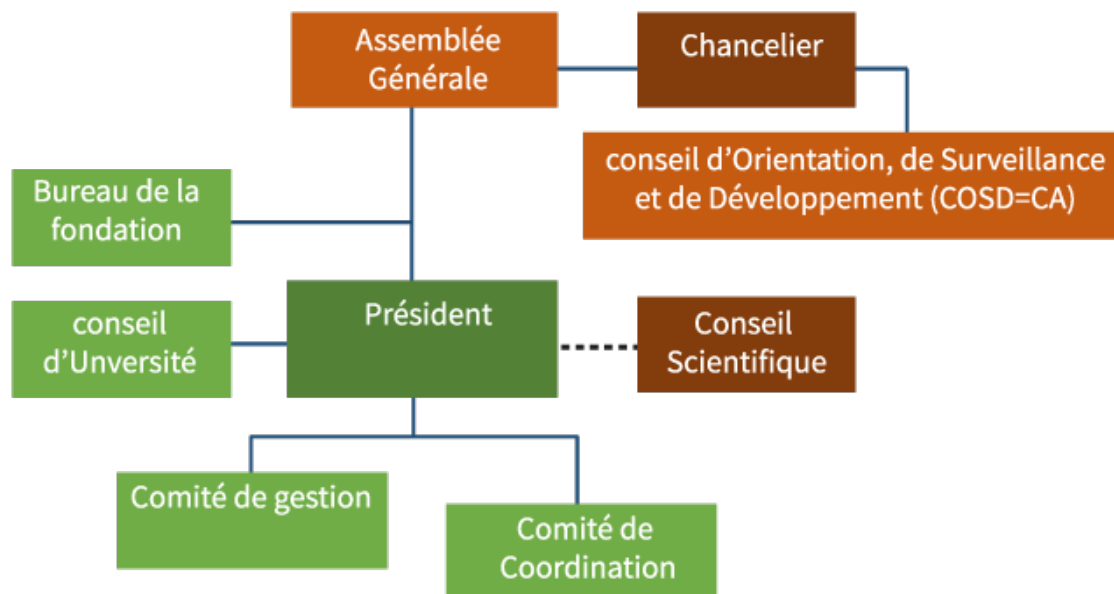 Assemblée
Générale
Chancelier
conseil d’Orientation, de Surveillance
et de Développement (COSD=CA)
Bureau de la
fondation
Président
conseil
d’Unversité
Conseil
Scientifique
Comité de gestion
Comité de
Coordination